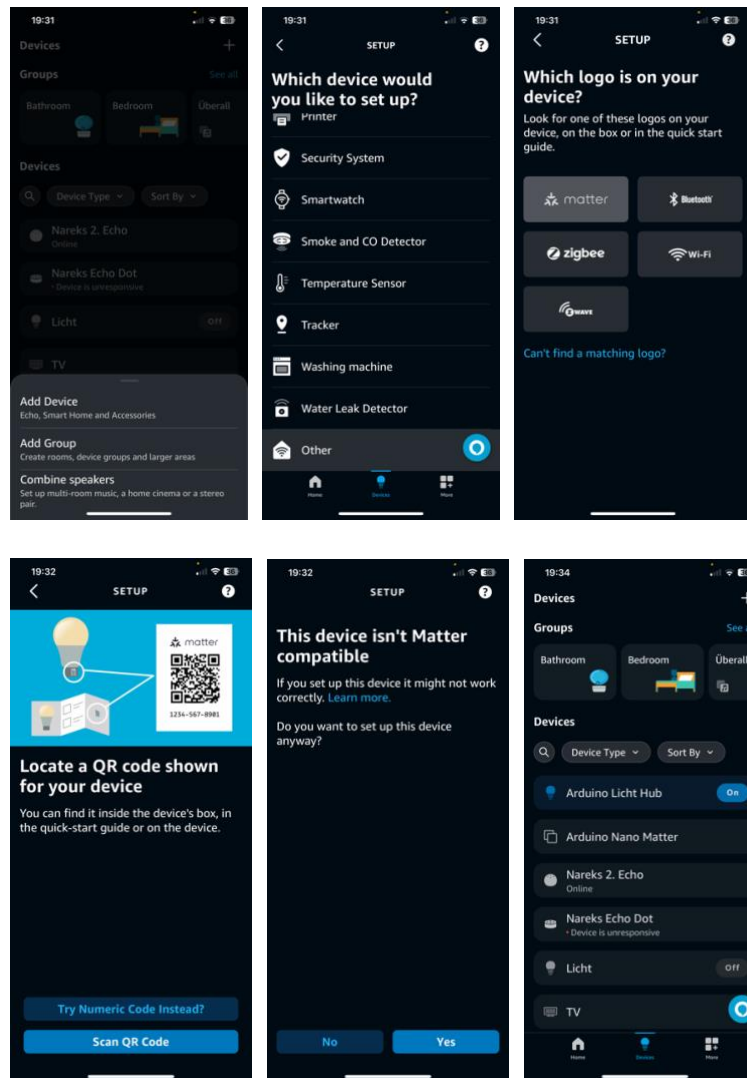 19:31
Devices
Groups
See all
Bathroom
Bedroom
Überall
Devices
Device Type
Sort By
Nareks 2. Echo
Online
Nareks Echo Dot
• Device is unresponsive
Licht
Off
TV
Add Device
Echo, Smart Home and Accessories
Add Group
Create rooms, device groups and larger areas
Combine speakers
Set up multi-room music, a home cinema or a stereo
pair.
19:31
SETUP
?
Which device would
you like to set up?
Printer
Security System
Smartwatch
Smoke and CO Detector
Temperature Sensor
Tracker
Washing machine
Water Leak Detector
Other
Home
Devices
More
19:31
SETUP
?
Which logo is on your
device?
Look for one of these logos on your
device, on the box or in the quick start
guide.
matter
Bluetooth
zigbee
Wi-Fi
Z WAVE
Can't find a matching logo?
19:32
SETUP
?
matter
1234-567-8901
Locate a QR code shown
for your device
You can find it inside the device's box, in
the quick-start guide or on the device.
Try Numeric Code Instead?
Scan QR Code
19:32
SETUP
?
This device isn't Matter
compatible
If you set up this device it might not work
correctly. Learn more.
Do you want to set up this device
anyway?
No
Yes
19:34
Devices
Groups
See a
Bathroom
Bedroom
Überall
Devices
Device Type
Sort By
Arduino Licht Hub
On
Arduino Nano Matter
Nareks 2. Echo
Online
Nareks Echo Dot
• Device is unresponsive
Licht
Off
TV
Home
Devices
More